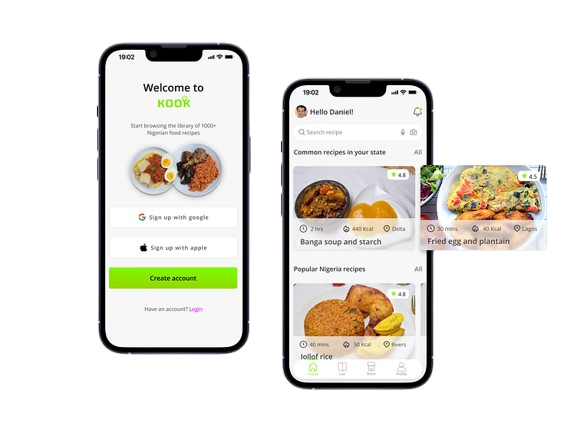 19:02
Welcome to
KOOK
Start browsing the library of 1000+
Nigerian food recipes
Sign up with google
Sign up with apple
Create account
Have an account? Login
19:02
Hello Daniel!
Search recipe
Common recipes in your state
All
4.8
2 hrs
440 Kcal
Delta
Banga soup and starch
4.5
30 mins
40 Kcal
Lagos
Fried egg and plantain
Popular Nigeria recipes
All
4.8
40 mins
50 Kcal
Rivers
Jollof rice
Home
Store
Profile